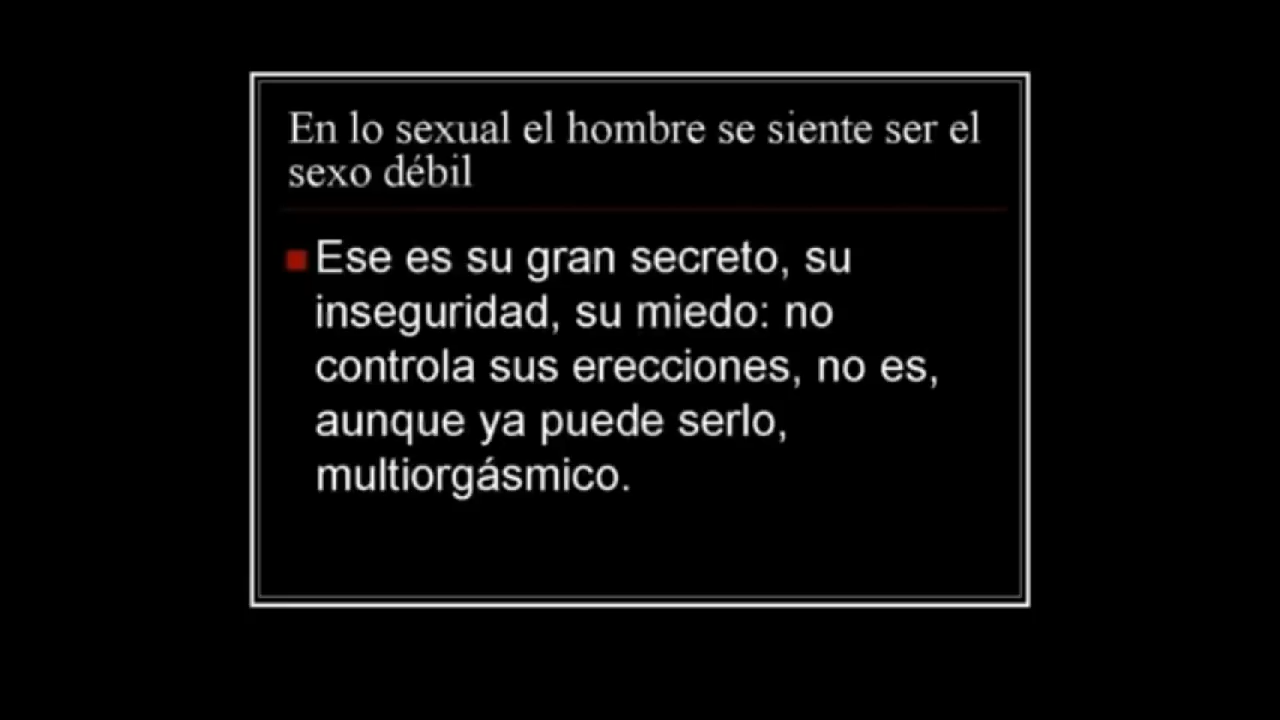 En lo sexual el hombre se siente ser el
sexo débil
Ese es su gran secreto, su
inseguridad, su miedo: no
controla sus erecciones, no es,
aunque ya puede serlo,
multiorgásmico.